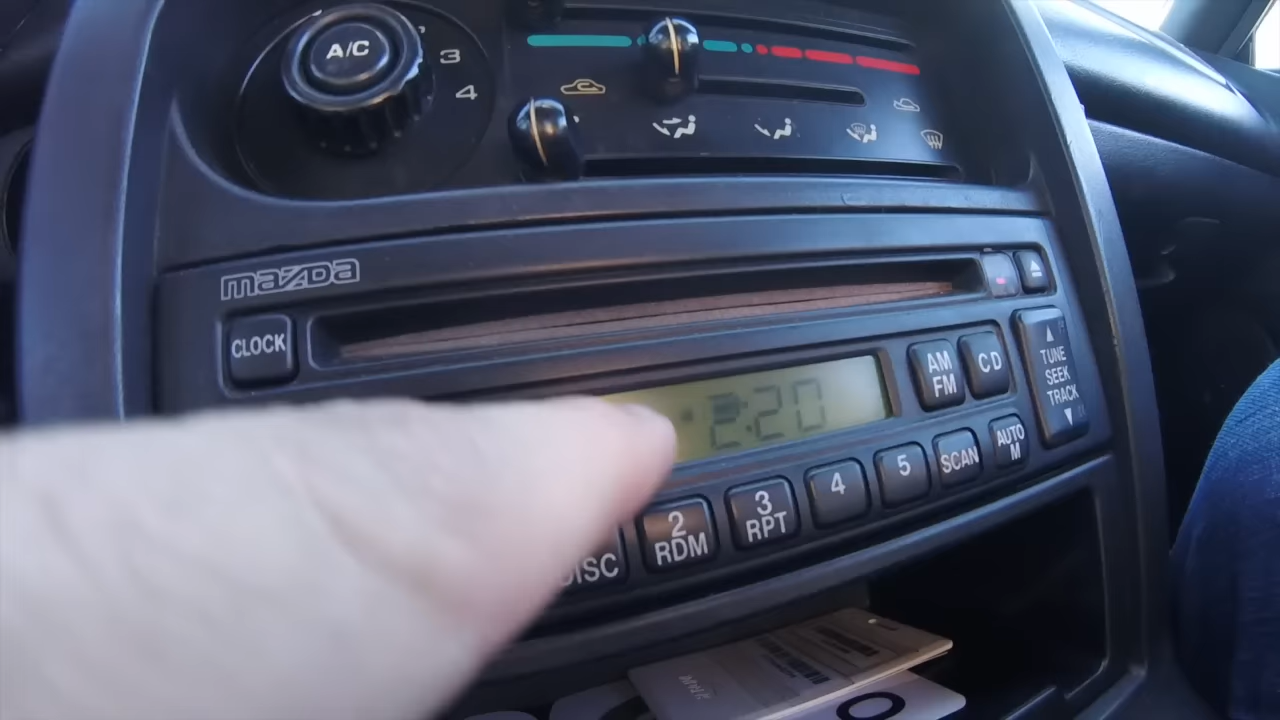 A/C
3
4
mazda
CLOCK
2:20
AM
FM
CD
TUNE
SEEK
TRACK
DISC
2
RDM
3
RPT
4
5
SCAN
AUTO
M